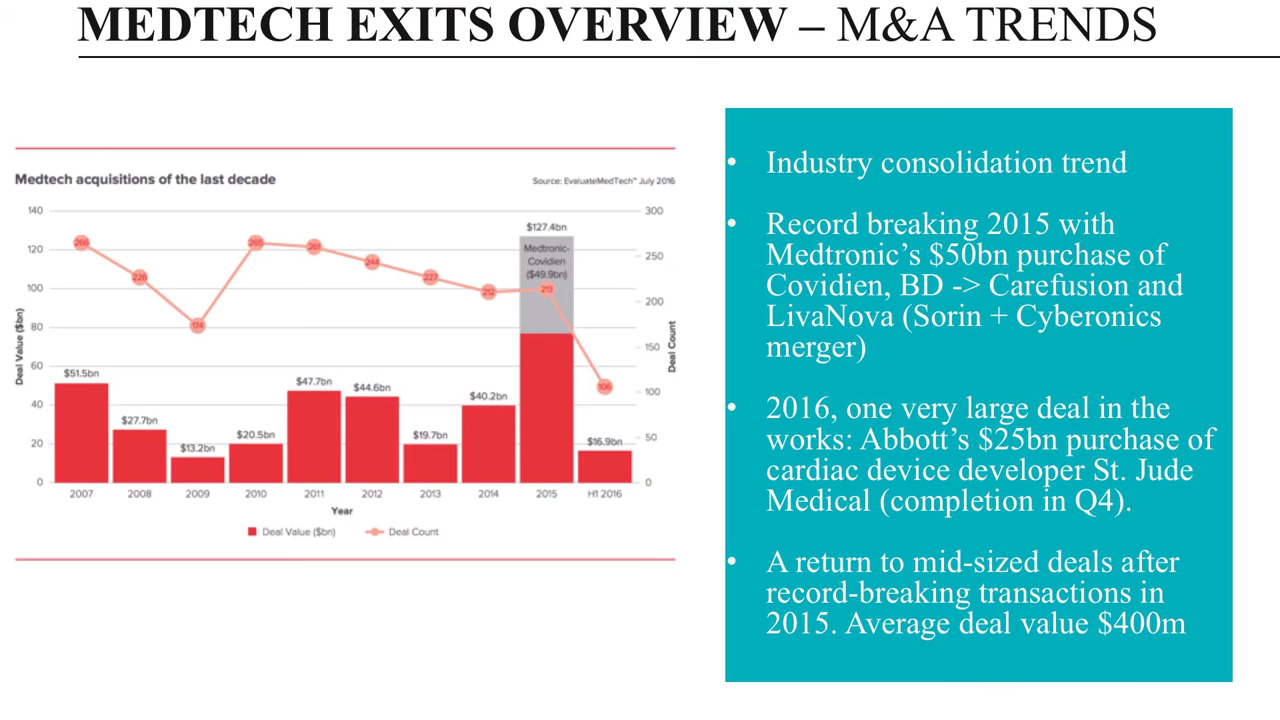 MEDTECH EXITS OVERVIEW – M&A TRENDS
Medtech acquisitions of the last decade
Source: EvaluateMedTech™ July 2016
140
120
100
80
60
40
20
0
Deal Value ($bn)
300
250
200
150
100
50
0
Deal Count
266
226
174
265
261
244
227
212
213
106
$51.5bn
$27.7bn
$13.2bn
$20.5bn
$47.7bn
$44.6bn
$19.7bn
$40.2bn
$127.4bn
Medtronic-
Covidien
($49.9bn)
$16.9bn
2007
2008
2009
2010
2011
2012
2013
2014
2015
H1 2016
Year
Deal Value ($bn)
Deal Count
• Industry consolidation trend
• Record breaking 2015 with
Medtronic’s $50bn purchase of
Covidien, BD -> Carefusion and
LivaNova (Sorin + Cyberonics
merger)
• 2016, one very large deal in the
works: Abbott’s $25bn purchase of
cardiac device developer St. Jude
Medical (completion in Q4).
• A return to mid-sized deals after
record-breaking transactions in
2015. Average deal value $400m